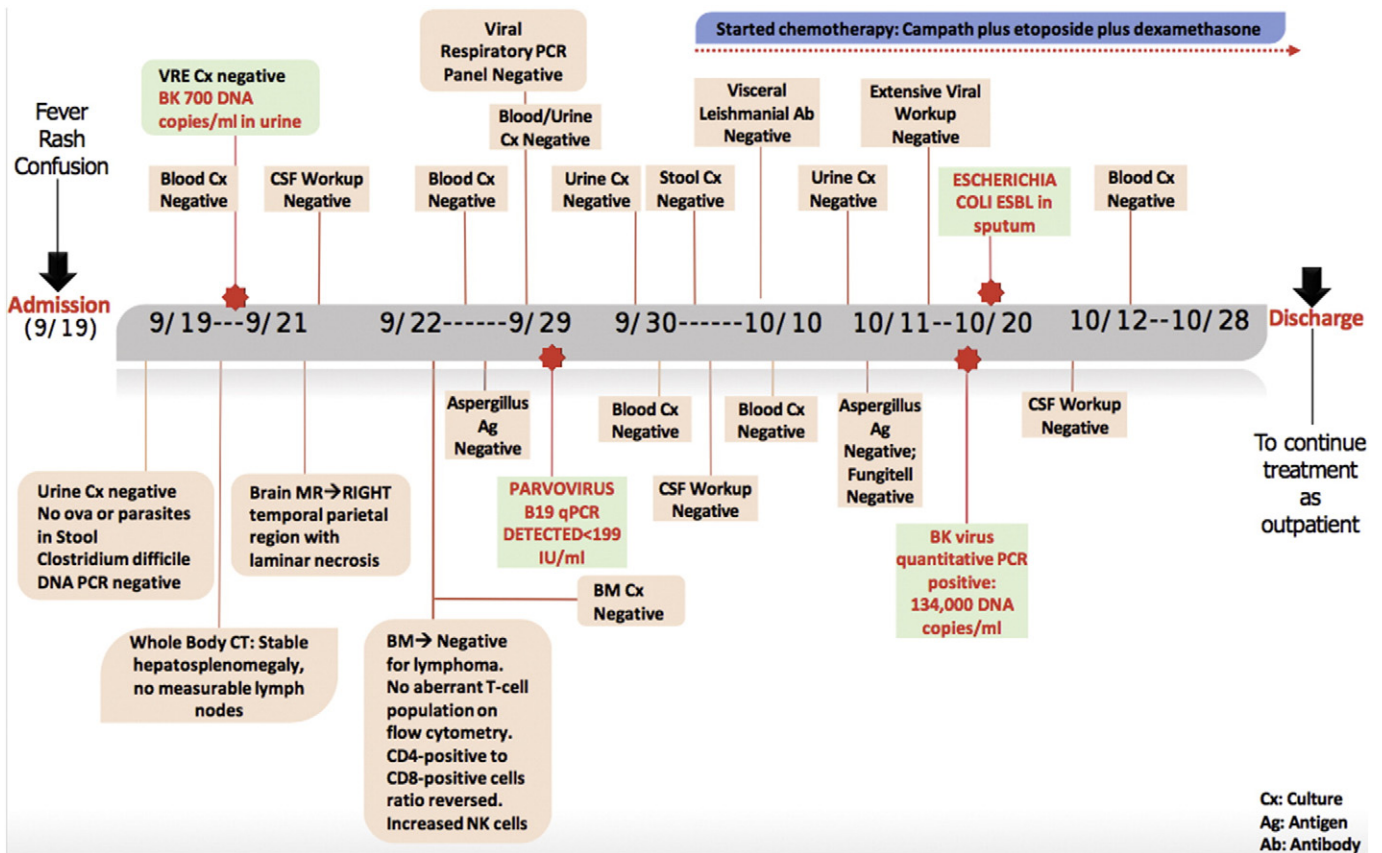 Started chemotherapy: Campath plus etoposide plus dexamethasone
Viral
Respiratory PCR
Panel Negative
VRE Cx negative
BK 700 DNA
copies/ml in urine
Fever
Rash
Confusion
Blood/Urine
Cx Negative
Visceral
Leishmanial Ab
Negative
Extensive Viral
Workup
Negative
Blood Cx
Negative
CSF Workup
Negative
Blood Cx
Negative
Urine Cx
Negative
Stool Cx
Negative
Urine Cx
Negative
ESCHERICHIA
COLI ESBL in
sputum
Blood Cx
Negative
Admission
(9/19)
9/19---9/21
9/22------9/29
9/30------10/10
10/11--10/20
10/12--10/28
Discharge
Aspergillus
Ag
Negative
Blood Cx
Negative
Blood Cx
Negative
Aspergillus
Ag
Negative;
Fungitell
Negative
CSF Workup
Negative
To continue
treatment
as
outpatient
Urine Cx negative
No ova or parasites
in Stool
Clostridium difficile
DNA PCR negative
Brain MR→RIGHT
temporal parietal
region with
laminar necrosis
PARVOVIRUS
B19 qPCR
DETECTED<199
IU/ml
CSF Workup
Negative
BK virus
quantitative PCR
positive:
134,000 DNA
copies/ml
BM Cx
Negative
Whole Body CT: Stable
hepatosplenomegaly,
no measurable lymph
nodes
BM→ Negative
for lymphoma.
No aberrant T-cell
population on
flow cytometry.
CD4-positive to
CD8-positive cells
ratio reversed.
Increased NK cells
Cx: Culture
Ag: Antigen
Ab: Antibody